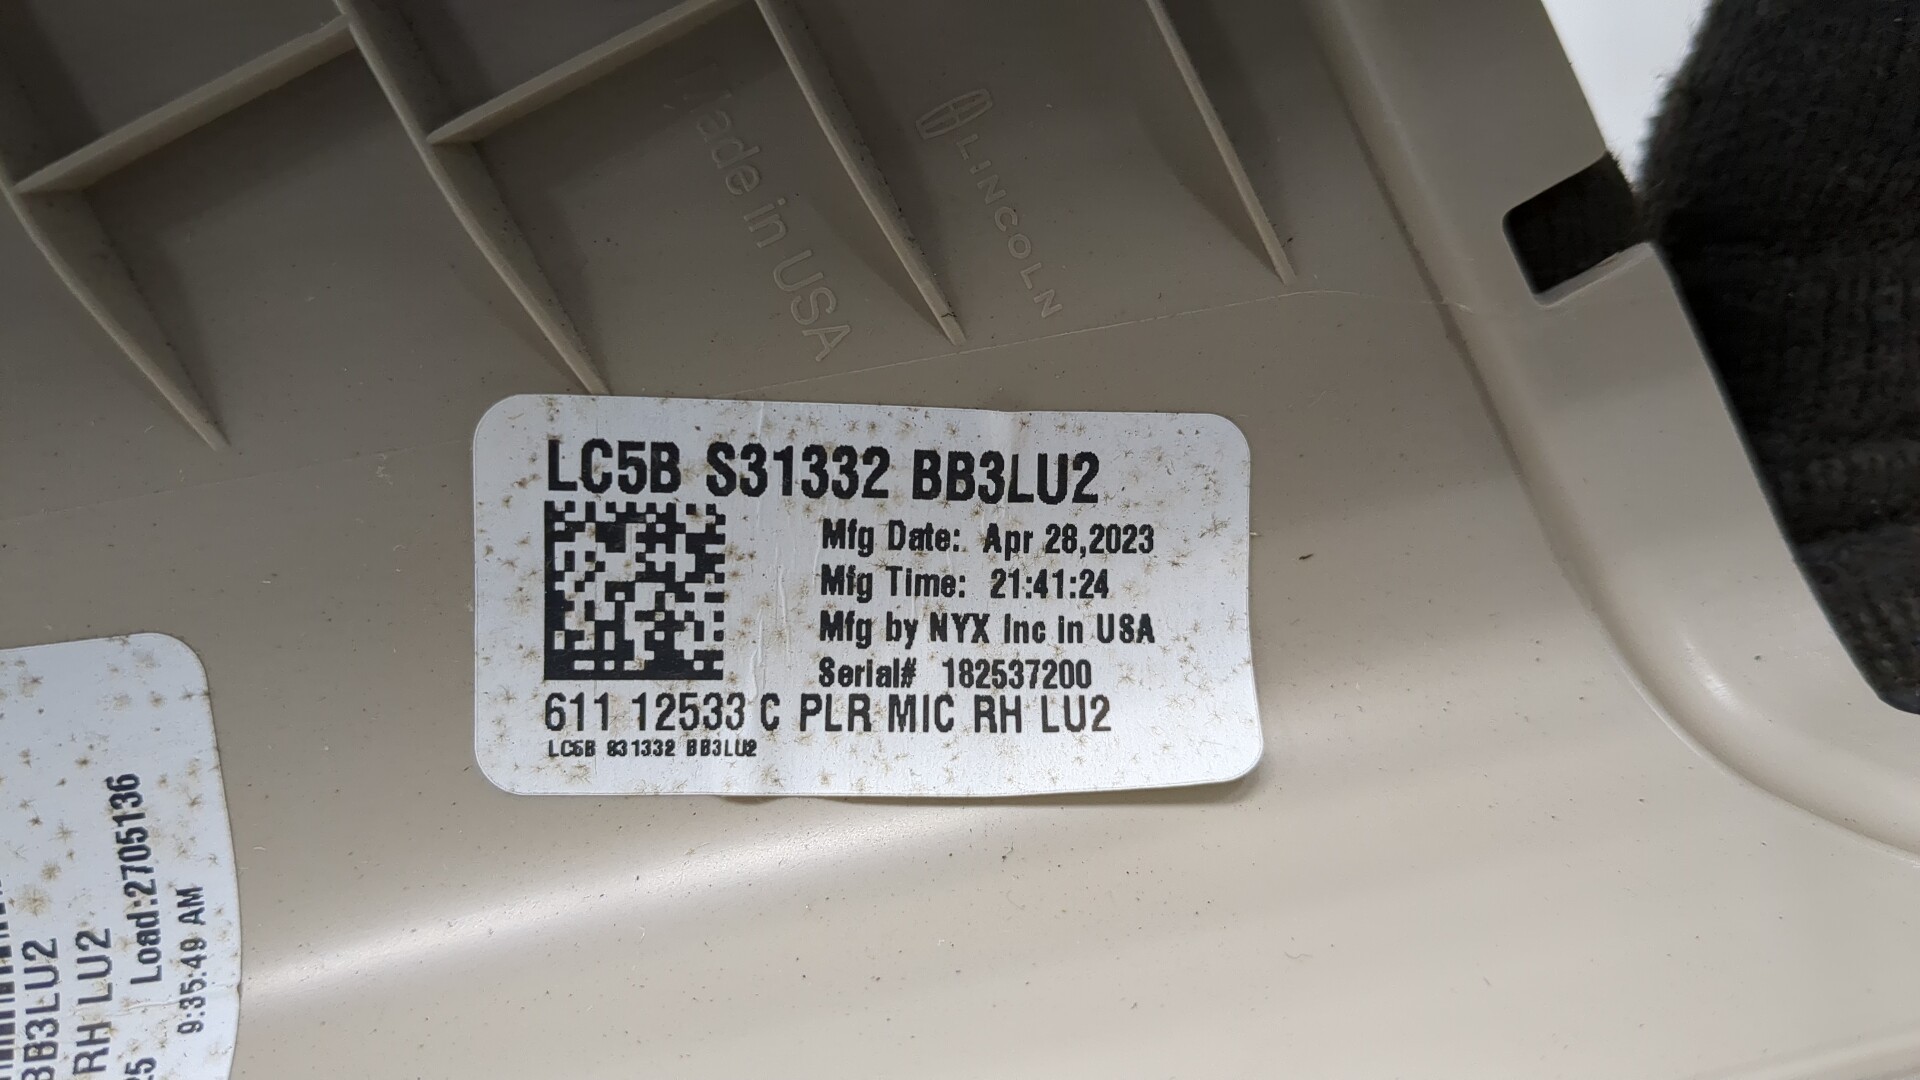 Made in USA
LINCOLN
LC5B S31332 BB3LU2
Mfg Date: Apr 28,2023
Mfg Time: 21:41:24
Mfg by NYX Inc in USA
Serial# 182537200
611 12533 C PLR MIC RH LU2
LC5B S31332 BB3LU2
BB3LU2
RH LU2
Load:2705136
25
9:35:49 AM